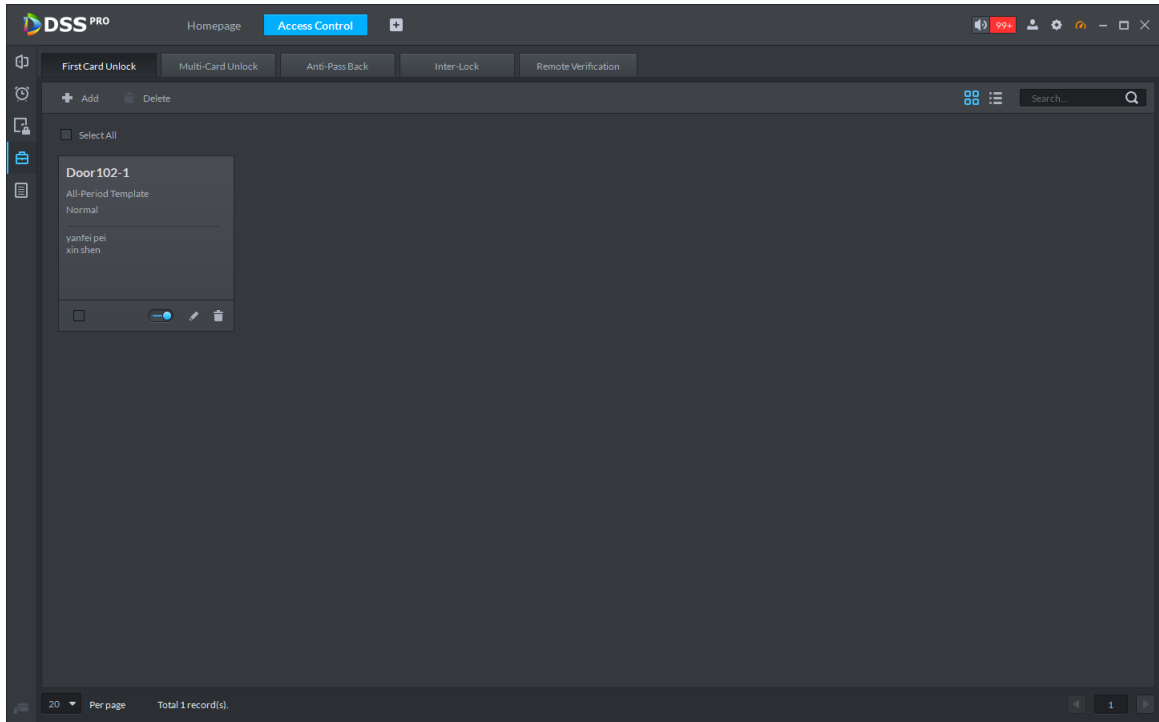 DSS PRO
Homepage
Access Control
99+
First Card Unlock
Multi-Card Unlock
Anti-Pass Back
Inter-Lock
Remote Verification
Add
Delete
Search...
Select All
Door102-1
All-Period Template
Normal
yanfei pei
xin shen
20
Per page
Total 1 record(s).
1